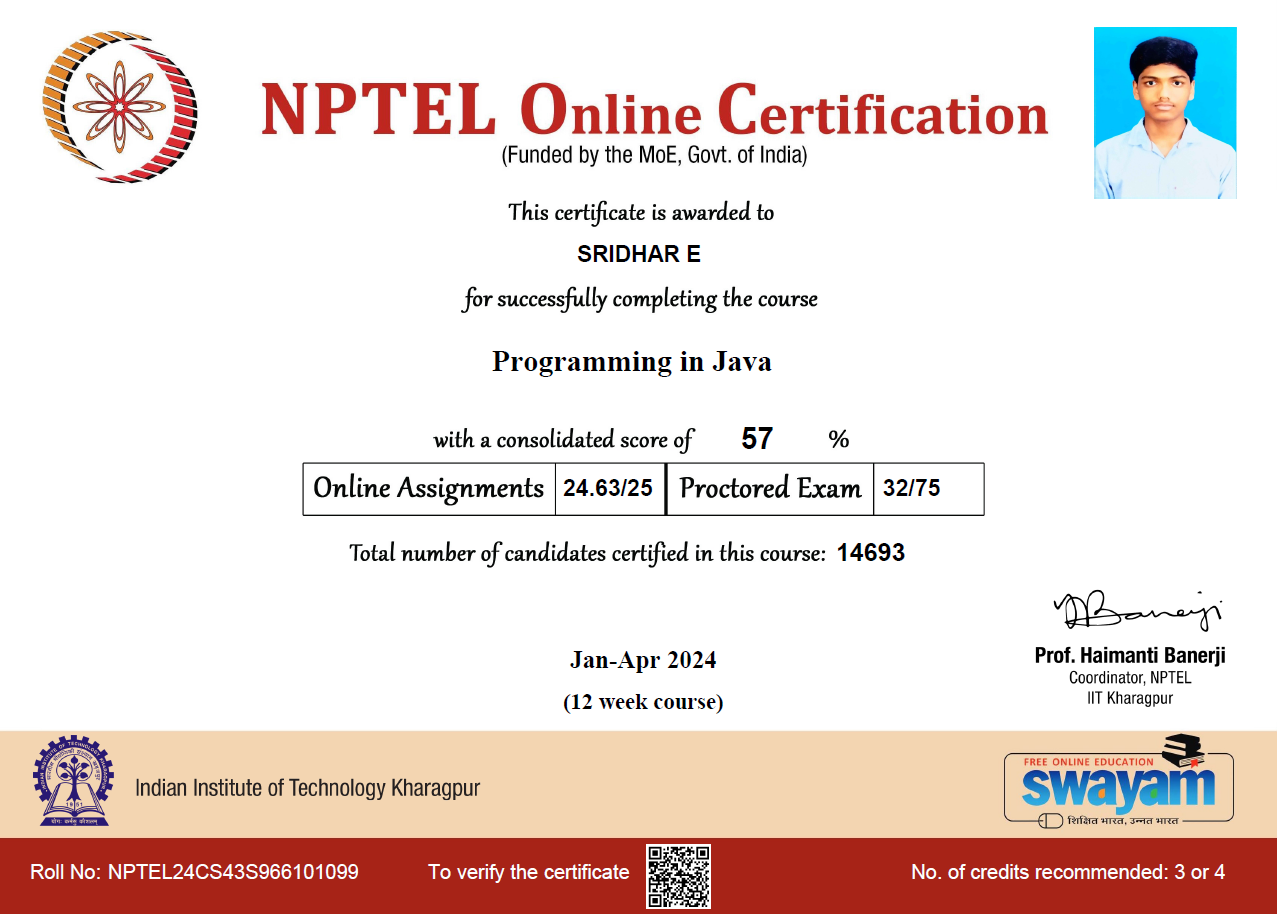 NPTEL Online Certification
(Funded by the MoE, Govt. of India)
This certificate is awarded to
SRIDHAR E
for successfully completing the course
Programming in Java
with a consolidated score of 57 %
Online Assignments 24.63/25 Proctored Exam 32/75
Total number of candidates certified in this course: 14693
Jan-Apr 2024
(12 week course)
Prof. Haimanti Banerji
Coordinator, NPTEL
IIT Kharagpur
1951
योगः कर्मसु कौशलम्
Indian Institute of Technology Kharagpur
FREE ONLINE EDUCATION
swayam
शिक्षित भारत, उन्नत भारत
Roll No: NPTEL24CS43S966101099
To verify the certificate
No. of credits recommended: 3 or 4